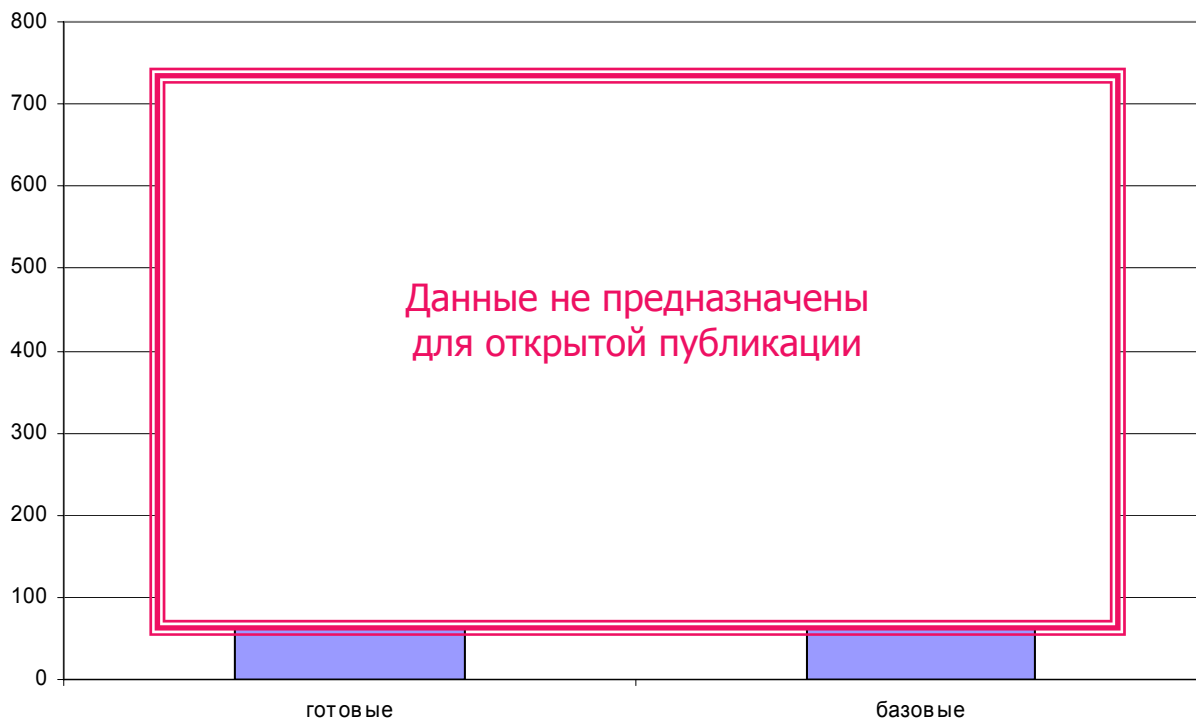 800
700
600
500
Данные не предназначены
для открытой публикации
400
300
200
100
0
готовые
базовые